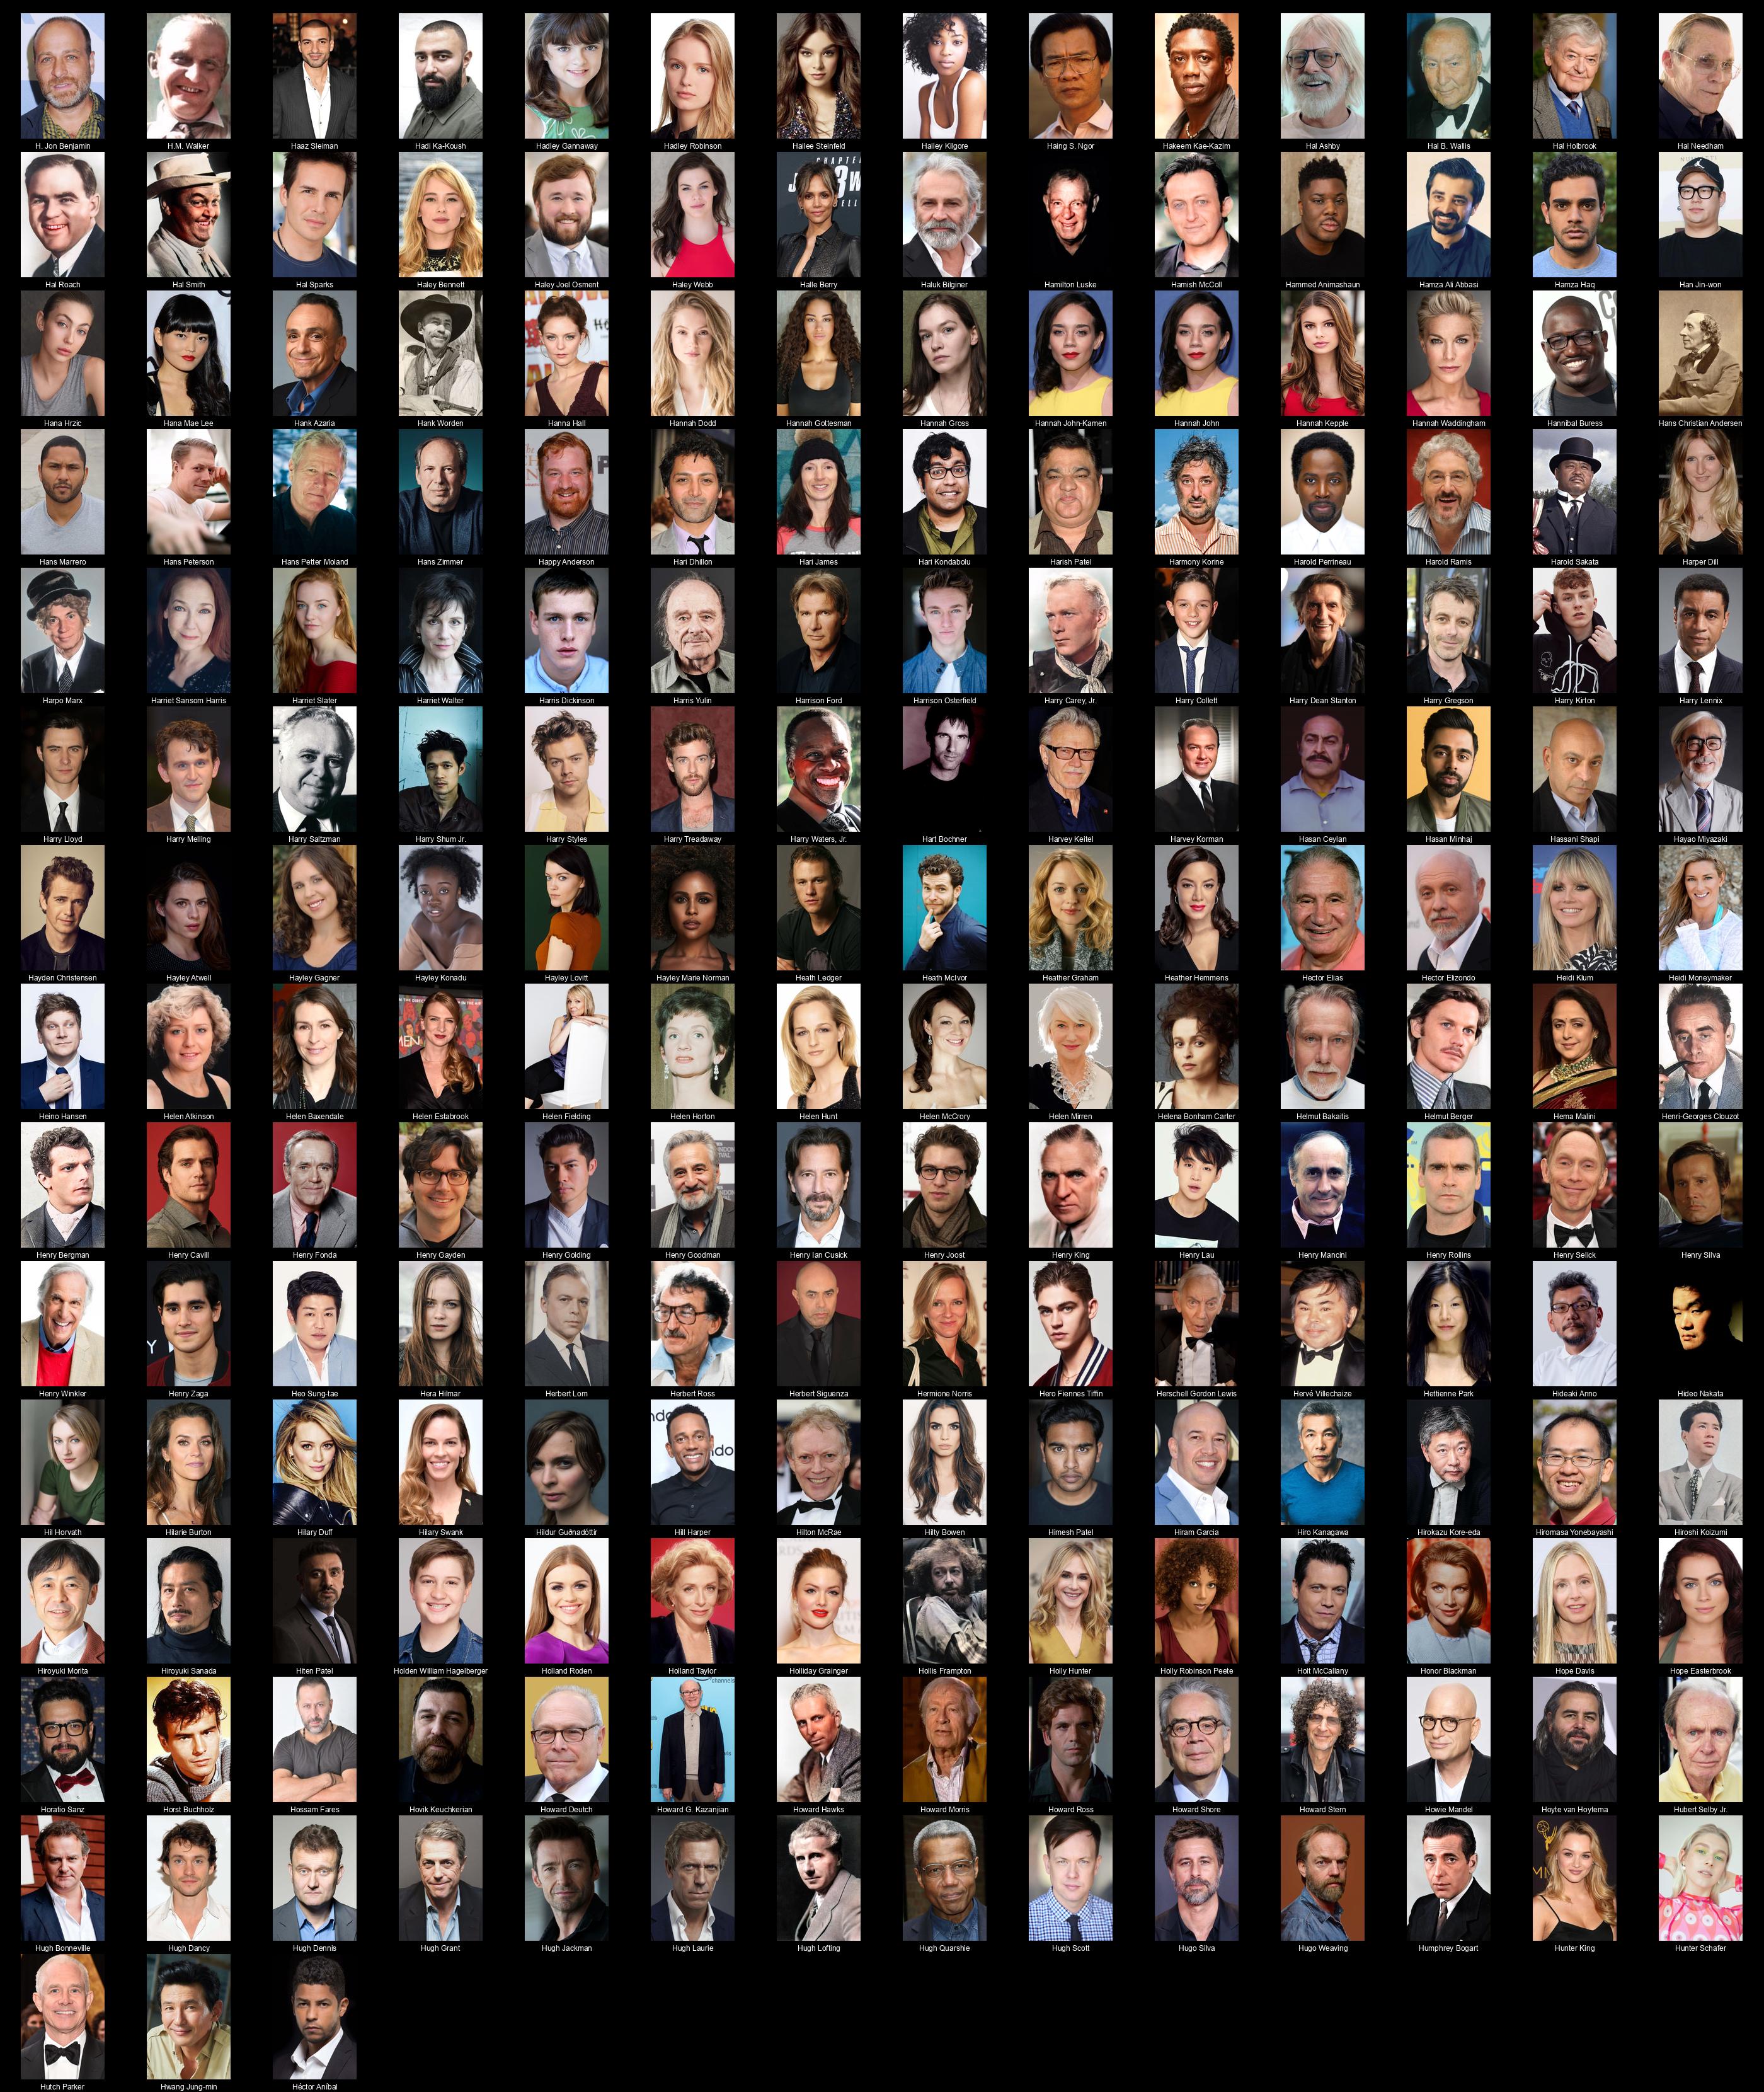 H. Jon Benjamin H.M. Walker Haaz Sleiman Hadi Ka-Koush Hadley Gannaway Hadley Robinson Hailee Steinfeld Hailey Kilgore Haing S. Ngor Hakeem Kae-Kazim Hal Ashby Hal B. Wallis Hal Holbrook Hal Needham
Hal Roach Hal Smith Hal Sparks Haley Bennett Haley Joel Osment Haley Webb Halle Berry Haluk Bilginer Hamilton Luske Hamish McColl Hammed Animashaun Hamza Ali Abbasi Hamza Haq Han Jin-won
Hana Hrzic Hana Mae Lee Hank Azaria Hank Worden Hanna Hall Hannah Dodd Hannah Gottesman Hannah Gross Hannah John-Kamen Hannah John Hannah Kepple Hannah Waddingham Hannibal Buress Hans Christian Andersen
Hans Marrero Hans Peterson Hans Petter Moland Hans Zimmer Happy Anderson Hari Dhillon Hari James Hari Kondabolu Harish Patel Harmony Korine Harold Perrineau Harold Ramis Harold Sakata Harper Dill
Harpo Marx Harriet Sansom Harris Harriet Slater Harriet Walter Harris Dickinson Harris Yulin Harrison Ford Harrison Osterfield Harry Carey, Jr. Harry Collett Harry Dean Stanton Harry Gregson Harry Kirton Harry Lennix
Harry Lloyd Harry Melling Harry Saltzman Harry Shum Jr. Harry Styles Harry Treadaway Harry Waters, Jr. Hart Bochner Harvey Keitel Harvey Korman Hasan Ceylan Hasan Minhaj Hassani Shapi Hayao Miyazaki
Hayden Christensen Hayley Atwell Hayley Gagner Hayley Konadu Hayley Lovitt Hayley Marie Norman Heath Ledger Heath McIvor Heather Graham Heather Hemmens Hector Elias Hector Elizondo Heidi Klum Heidi Moneymaker
Heino Hansen Helen Atkinson Helen Baxendale Helen Estabrook Helen Fielding Helen Horton Helen Hunt Helen McCrory Helen Mirren Helena Bonham Carter Helmut Bakaitis Helmut Berger Hema Malini Henri-Georges Clouzot
Henry Bergman Henry Cavill Henry Fonda Henry Gayden Henry Golding Henry Goodman Henry Ian Cusick Henry Joost Henry King Henry Lau Henry Mancini Henry Rollins Henry Selick Henry Silva
Henry Winkler Henry Zaga Heo Sung-tae Hera Hilmar Herbert Lom Herbert Ross Herbert Siguenza Hermione Norris Hero Fiennes Tiffin Herschell Gordon Lewis Hervé Villechaize Hettienne Park Hideaki Anno Hideo Nakata
Hil Horvath Hilarie Burton Hilary Duff Hilary Swank Hildur Guðnadóttir Hill Harper Hilton McRae Hilty Bowen Himesh Patel Hiram Garcia Hiro Kanagawa Hirokazu Kore-eda Hiromasa Yonebayashi Hiroshi Koizumi
Hiroyuki Morita Hiroyuki Sanada Hiten Patel Holden William Hagelberger Holland Roden Holland Taylor Holliday Grainger Hollis Frampton Holly Hunter Holly Robinson Peete Holt McCallany Honor Blackman Hope Davis Hope Easterbrook
Horatio Sanz Horst Buchholz Hossam Fares Hovik Keuchkerian Howard Deutch Howard G. Kazanjian Howard Hawks Howard Morris Howard Ross Howard Shore Howard Stern Howie Mandel Hoyte van Hoytema Hubert Selby Jr.
Hugh Bonneville Hugh Dancy Hugh Dennis Hugh Grant Hugh Jackman Hugh Laurie Hugh Lofting Hugh Quarshie Hugh Scott Hugo Silva Hugo Weaving Humphrey Bogart Hunter King Hunter Schafer
Hutch Parker Hwang Jung-min Héctor Aníbal